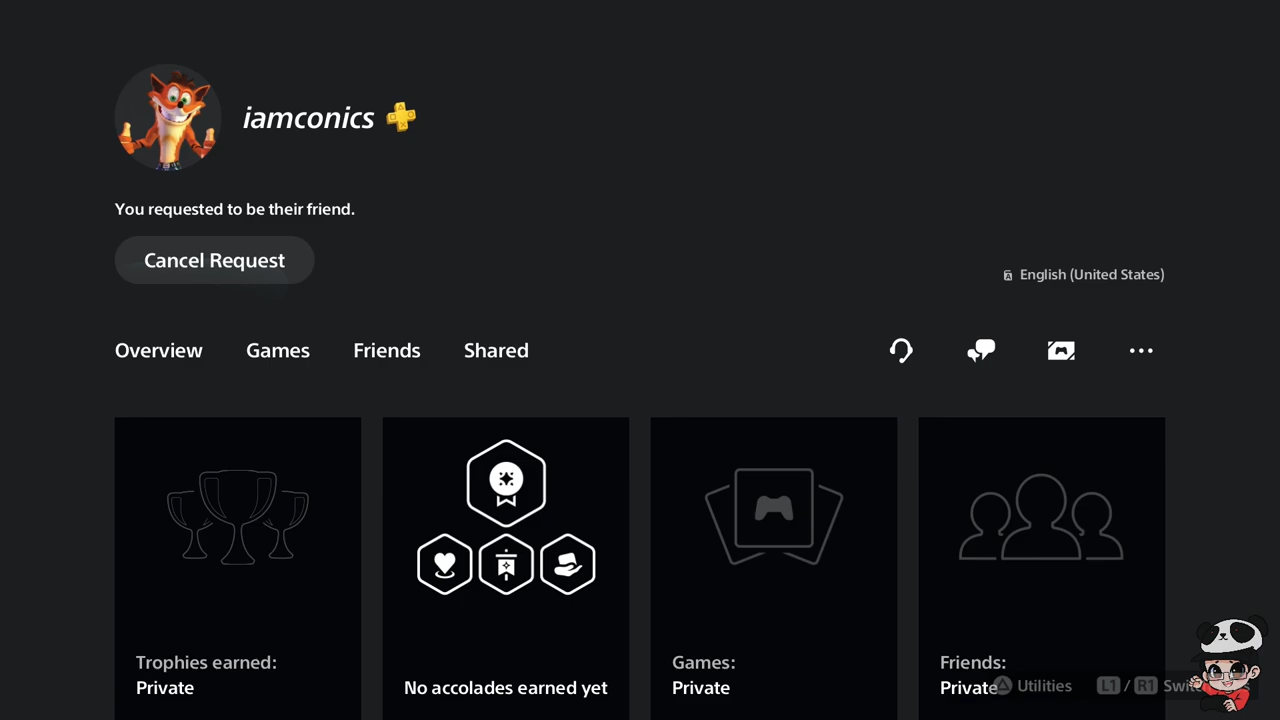 iamconics
You requested to be their friend.
Cancel Request
English (United States)
Overview Games Friends Shared
Trophies earned:
Private
No accolades earned yet
Games:
Private
Friends:
Private
Utilities
L1 / R1